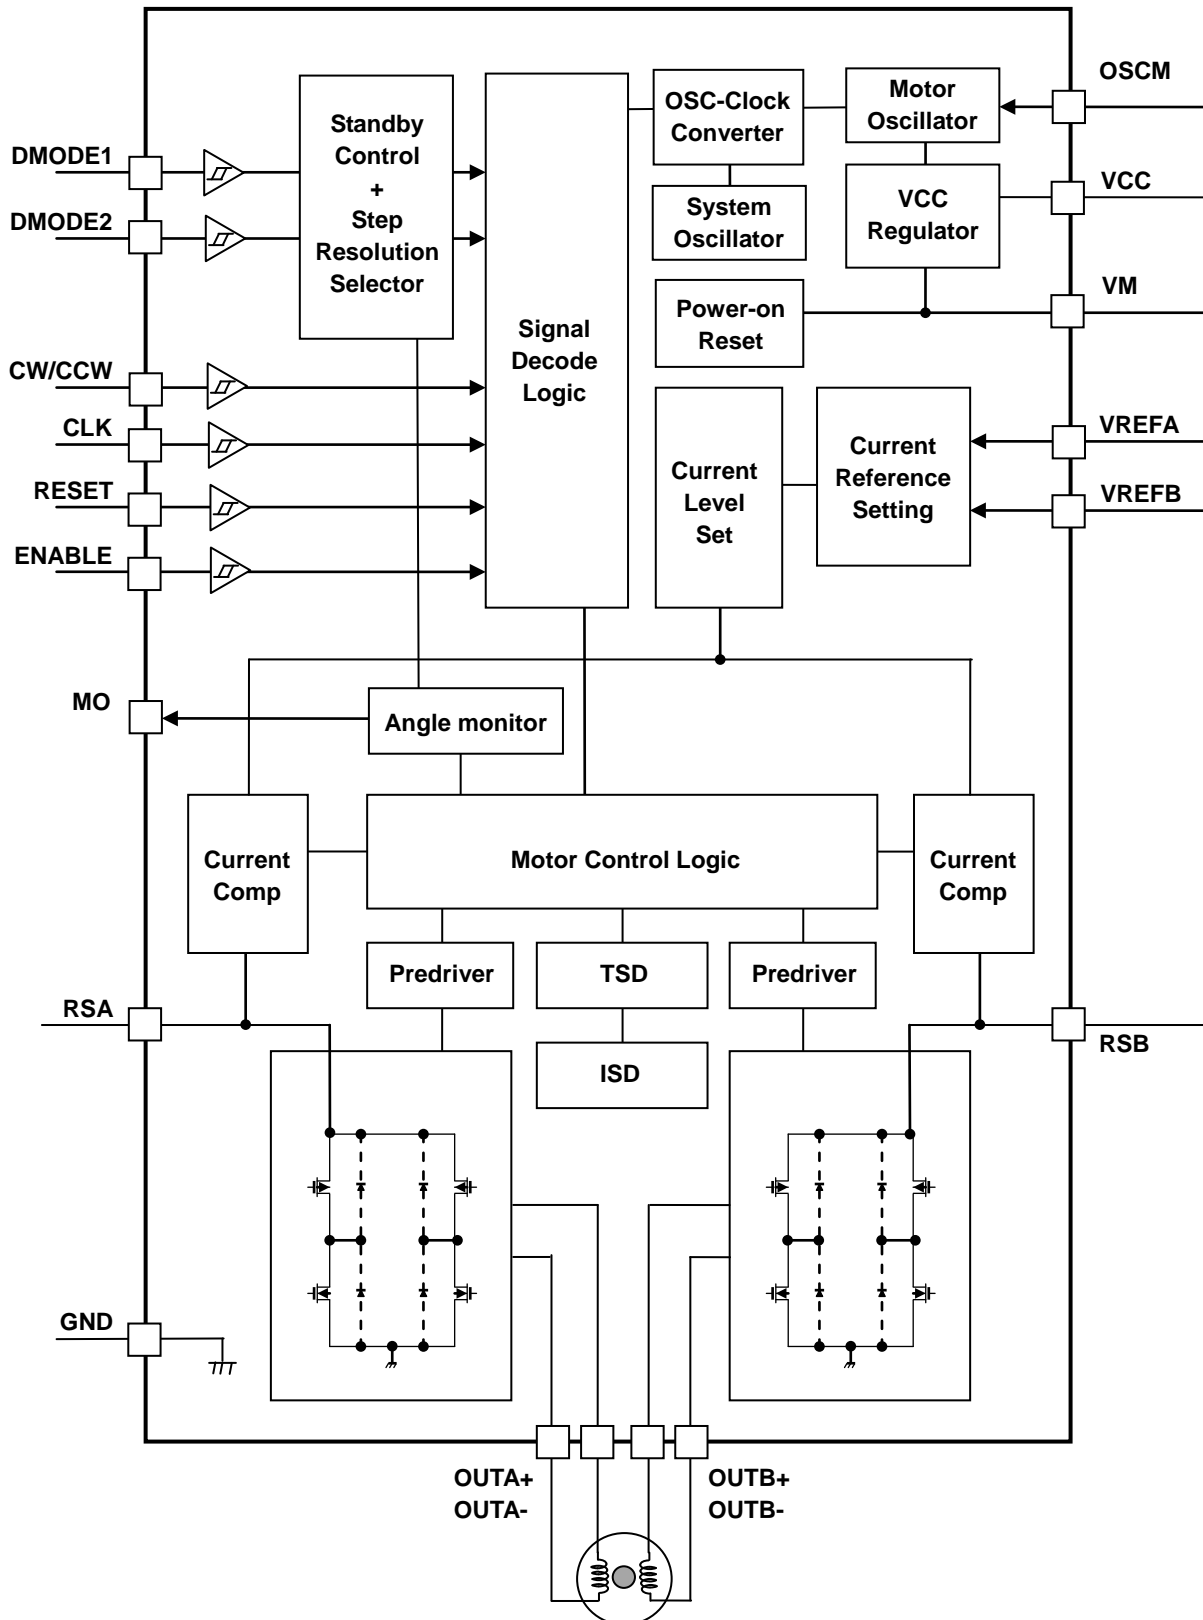 OSCM
DMODE1
DMODE2
Standby
Control
+
Step
Resolution
Selector
OSC-Clock
Converter
Motor
Oscillator
System
Oscillator
VCC
Regulator
VCC
VM
Power-on
Reset
Signal
Decode
Logic
CW/CCW
CLK
RESET
ENABLE
Current
Level
Set
Current
Reference
Setting
VREFA
VREFB
MO
Angle monitor
Current
Comp
Motor Control Logic
Current
Comp
Predriver
TSD
Predriver
RSA
ISD
RSB
GND
OUTA+
OUTA-
OUTB+
OUTB-